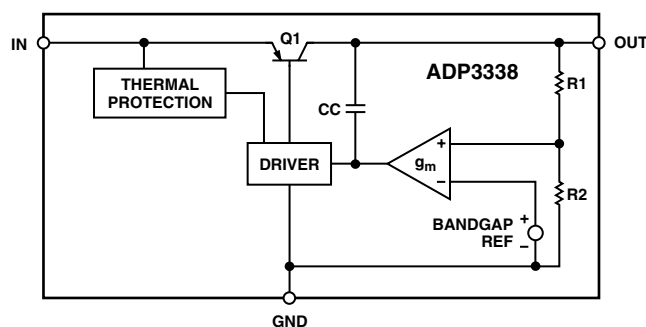 IN
Q1
OUT
THERMAL
PROTECTION
ADP3338
R1
CC
DRIVER
+
gm
−
R2
BANDGAP
REF
+
−
GND